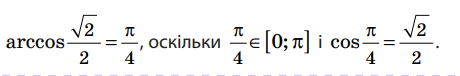 arccos √2/2 = π/4, оскільки π/4 ∈ [0; π] і cos π/4 = √2/2.